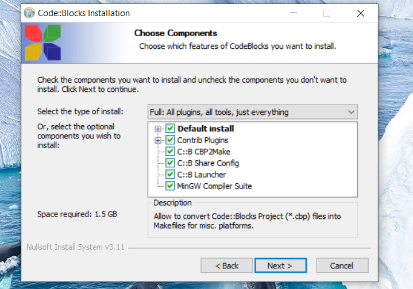 Code::Blocks Installation
Choose Components
Choose which features of CodeBlocks you want to install.
Check the components you want to install and uncheck the components you don't want to
install. Click Next to continue.
Select the type of install:
Full: All plugins, all tools, just everything
Or, select the optional
components you wish to
install:
Default install
Contrib Plugins
C::B CBP2Make
C::B Share Config
C::B Launcher
MinGW Compiler Suite
Space required: 1.5 GB
Description
Allow to convert Code::Blocks Project (*.cbp) files into
Makefiles for misc. platforms.
Nullsoft Install System v3.11
< Back
Next >
Cancel